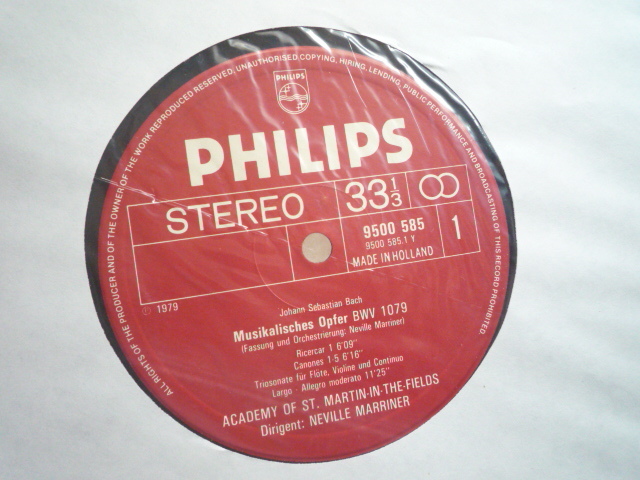 ALL RIGHTS OF THE PRODUCER AND OF THE OWNER OF THE WORK REPRODUCED RESERVED. UNAUTHORISED COPYING, HIRING, LENDING, PUBLIC PERFORMANCE AND BROADCASTING OF THIS RECORD PROHIBITED
PHILIPS
PHILIPS
STEREO
33 1/3
9500 585
9500 585.1 Y
MADE IN HOLLAND
1
℗ 1979
Johann Sebastian Bach
Musikalisches Opfer BWV 1079
(Fassung und Orchestrierung: Neville Marriner)
Ricercar 1 6'09"
Canones 1-5 6'16"
Triosonate für Flöte, Violine und Continuo
Largo - Allegro moderato 11'25"
ACADEMY OF ST. MARTIN-IN-THE-FIELDS
Dirigent: NEVILLE MARRINER